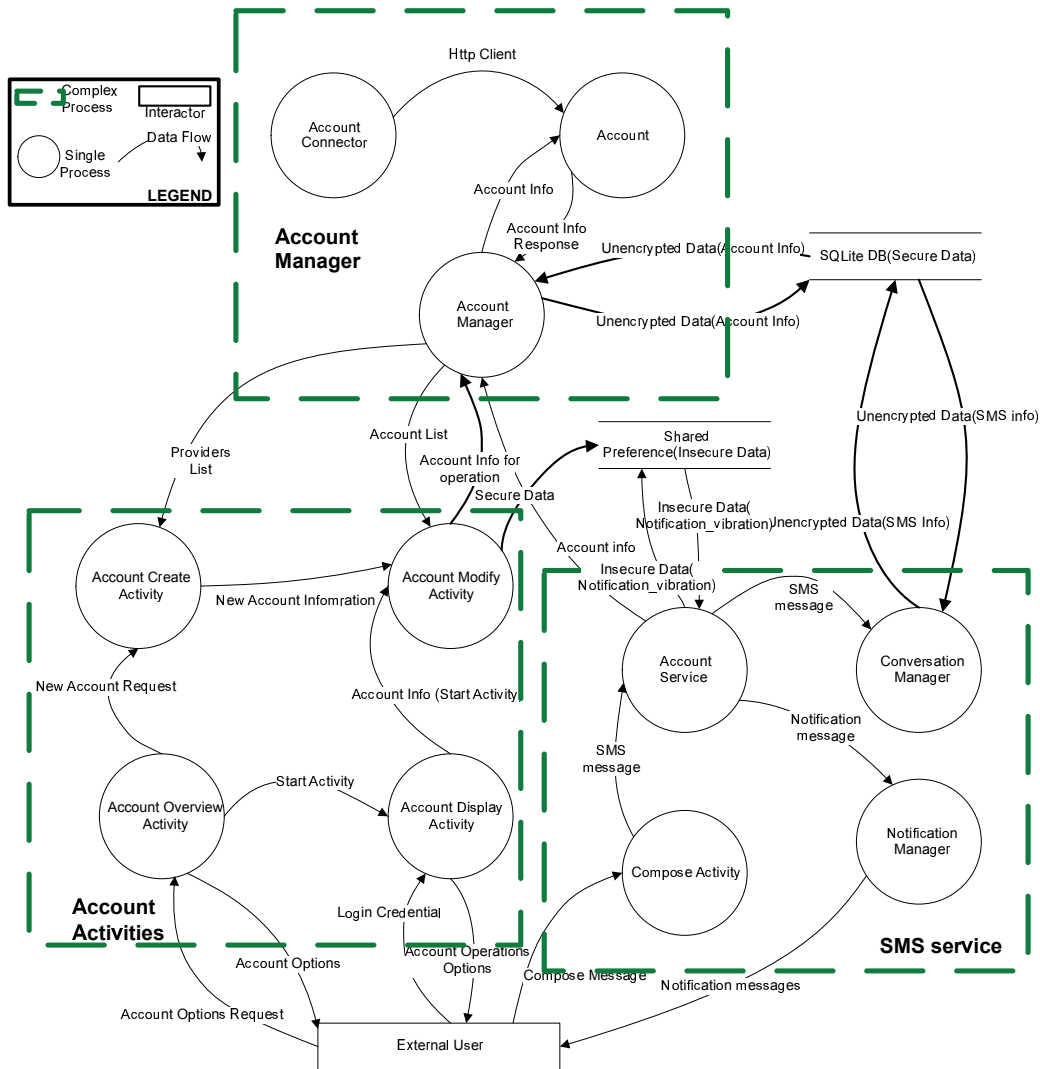 Http Client
Complex
Process
Interactor
Data Flow
Single
Process
LEGEND
Account
Connector
Account
Account Info
Account Info
Response
Account
Manager
Unencrypted Data(Account Info)
SQLite DB(Secure Data)
Account
Manager
Unencrypted Data(Account Info)
Account List
Providers
List
Account Info for
operation
Shared
Preference(Insecure Data)
Unencrypted Data(SMS info)
Secure Data
Insecure Data(
Notification_vibration)
Unencrypted Data(SMS Info)
Account info
Insecure Data(
Notification_vibration)
Account Create
Activity
Account Modify
Activity
New Account Infomration
SMS
message
New Account Request
Account Info (Start Activity)
Account
Service
Conversation
Manager
Notification
message
SMS
message
Start Activity
Account Overview
Activity
Account Display
Activity
Notification
Manager
Compose Activity
Account
Activities
Login Credential
SMS service
Account Operations
Options
Account Options
Compose Message
Notification messages
Account Options Request
External User